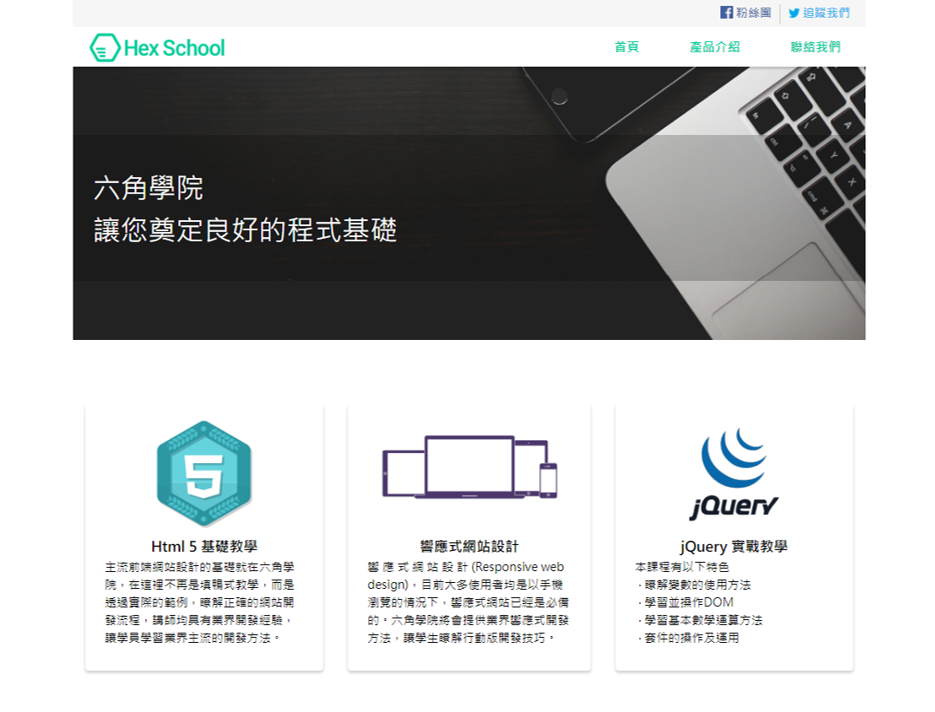 粉絲團 追蹤我們
Hex School 首頁 產品介紹 聯絡我們
六角學院
讓您奠定良好的程式基礎
5
jQuery
Html 5 基礎教學
主流前端網站設計的基礎就在六角學
院，在這裡不再是填鴨式教學，而是
透過實際的範例，瞭解正確的網站開
發流程，講師均具有業界開發經驗，
讓學員學習業界主流的開發方法。
響應式網站設計
響應式網站設計(Responsive web
design)，目前大多使用者均是以手機
瀏覽的情況下，響應式網站已經是必備
的。六角學院將會提供業界響應式開發
方法，讓學生瞭解行動版開發技巧。
jQuery 實戰教學
本課程有以下特色
· 瞭解變數的使用方法
· 學習並操作DOM
· 學習基本數學運算方法
· 套件的操作及運用